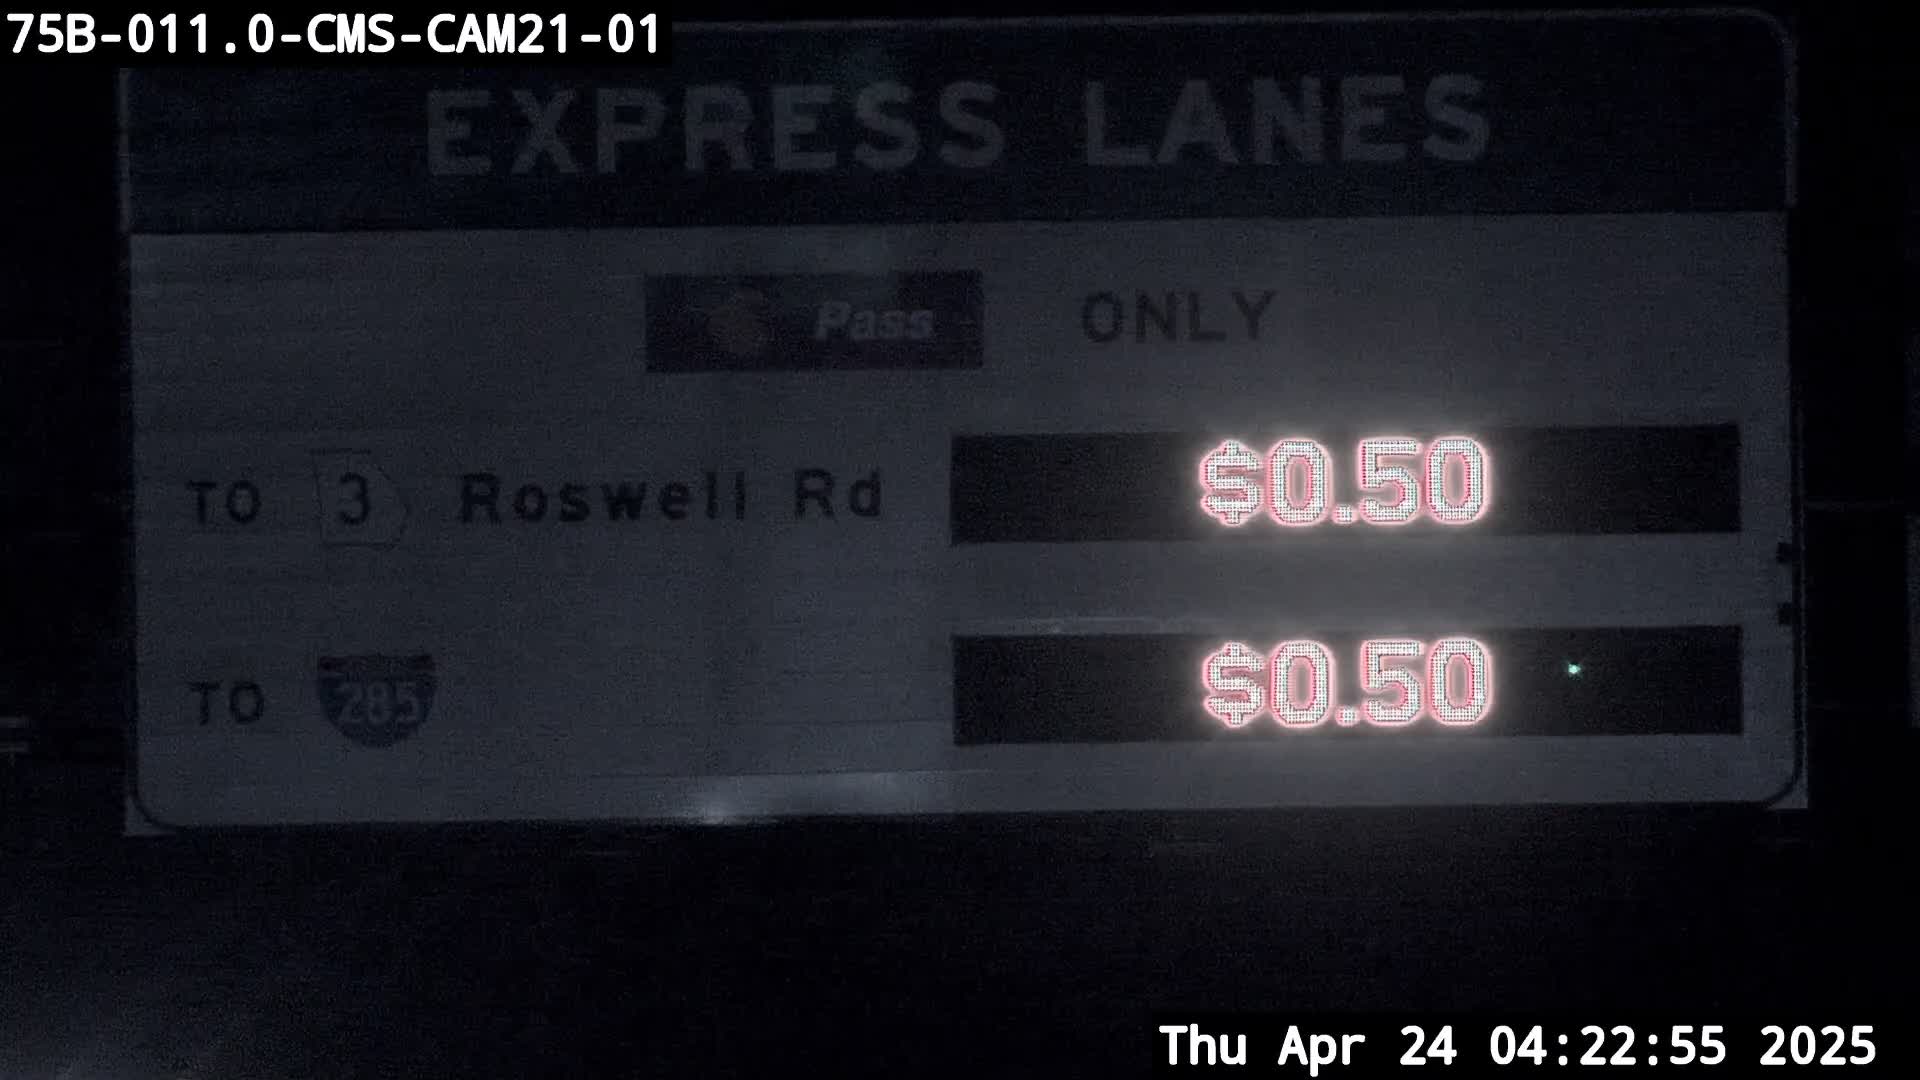 75B-011.0-CMS-CAM21-01
EXPRESS LANES
Pass ONLY
TO 3 Roswell Rd $0.50
TO 285 $0.50
Thu Apr 24 04:22:55 2025